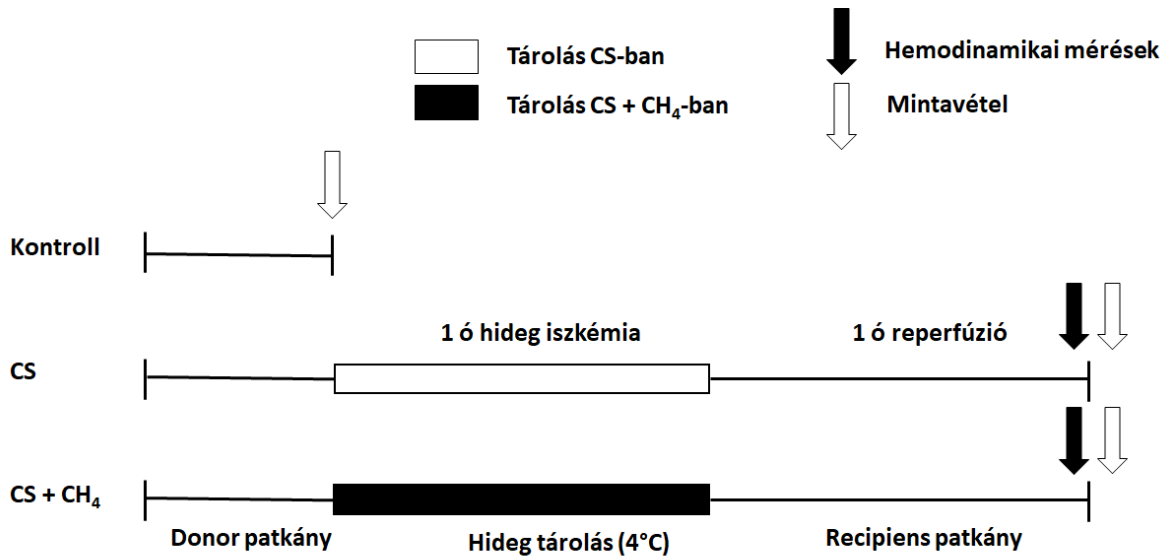 Tárolás CS-ban
Hemodinamikai mérések
Tárolás CS + CH₄-ban
Mintavétel
Kontroll
1 ó hideg iszkémia
1 ó reperfúzió
CS
CS + CH₄
Donor patkány
Hideg tárolás (4°C)
Recipiens patkány